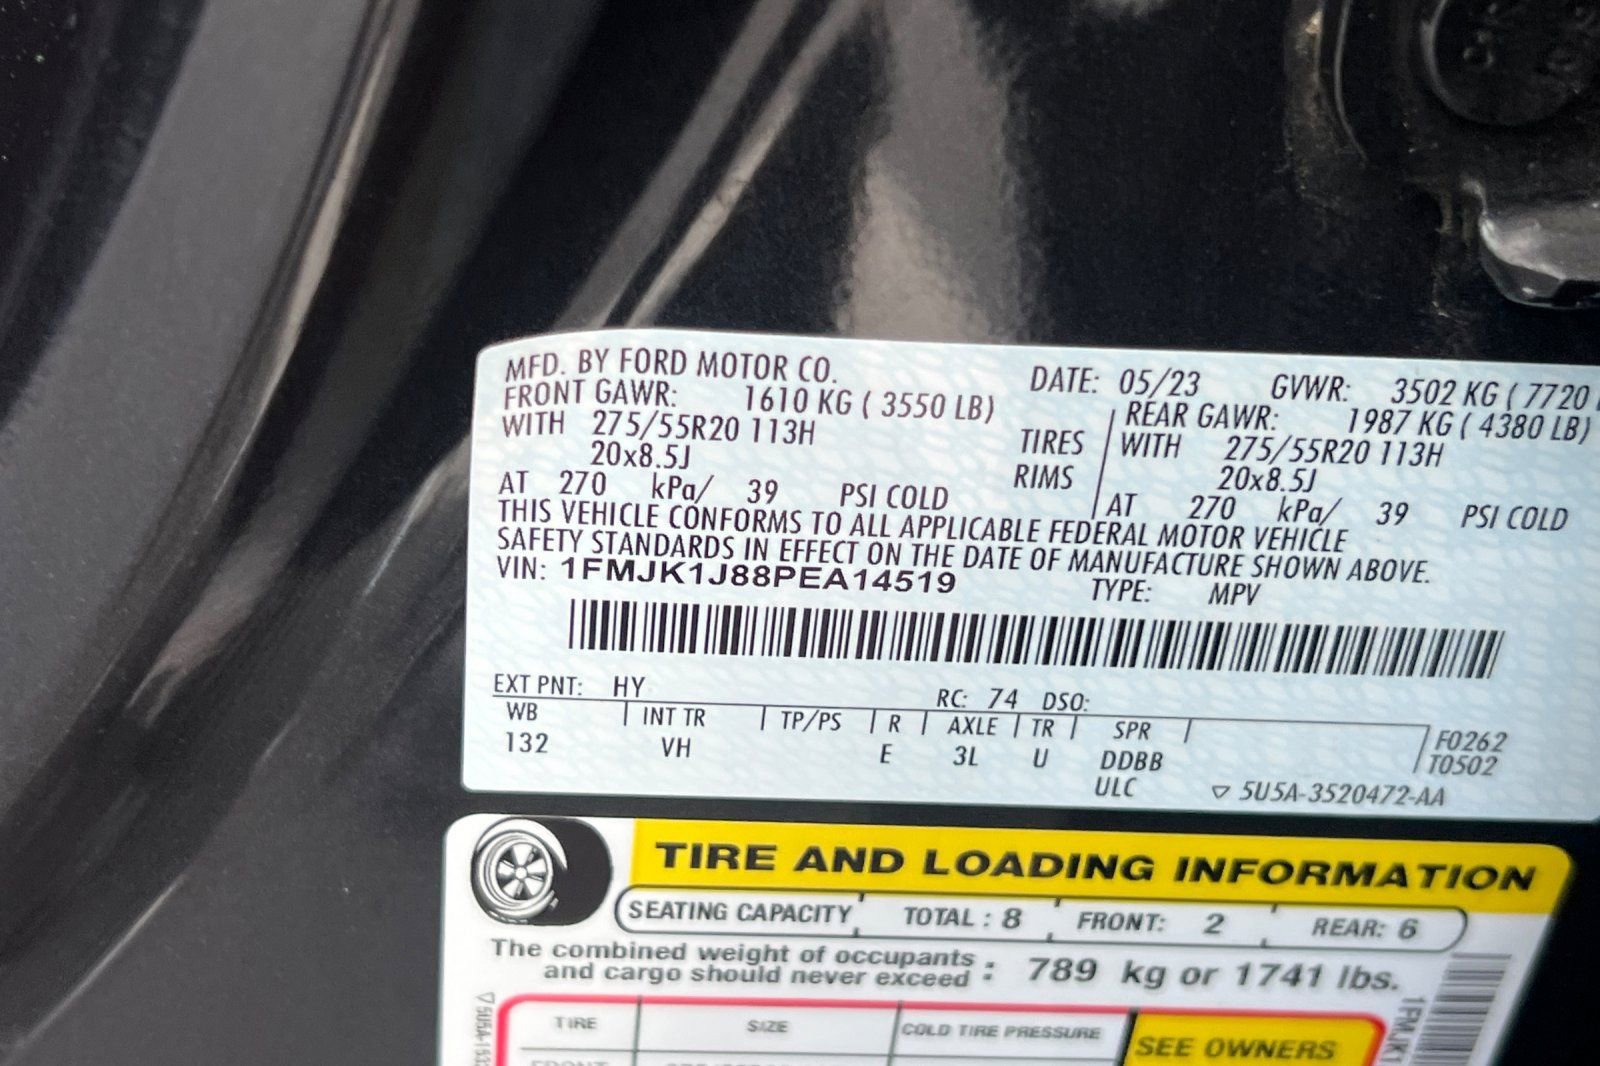 MFD. BY FORD MOTOR CO.
DATE: 05/23 GVWR: 3502 KG ( 7720
FRONT GAWR: 1610 KG ( 3550 LB)
REAR GAWR: 1987 KG ( 4380 LB)
WITH 275/55R20 113H TIRES WITH 275/55R20 113H
20x8.5J RIMS 20x8.5J
AT 270 kPa/ 39 PSI COLD AT 270 kPa/ 39 PSI COLD
THIS VEHICLE CONFORMS TO ALL APPLICABLE FEDERAL MOTOR VEHICLE
SAFETY STANDARDS IN EFFECT ON THE DATE OF MANUFACTURE SHOWN ABOVE.
VIN: 1FMJK1J88PEA14519 TYPE: MPV
EXT PNT: HY RC: 74 DSO:
WB INT TR TP/PS R AXLE TR SPR
132 VH E 3L U DDBB
ULC
F0262
T0502
▽ 5U5A-3520472-AA
TIRE AND LOADING INFORMATION
SEATING CAPACITY TOTAL : 8 FRONT: 2 REAR: 6
The combined weight of occupants
and cargo should never exceed : 789 kg or 1741 lbs.
TIRE SIZE COLD TIRE PRESSURE
SEE OWNERS
FRONT
▽5U5A-153
1FMJK1